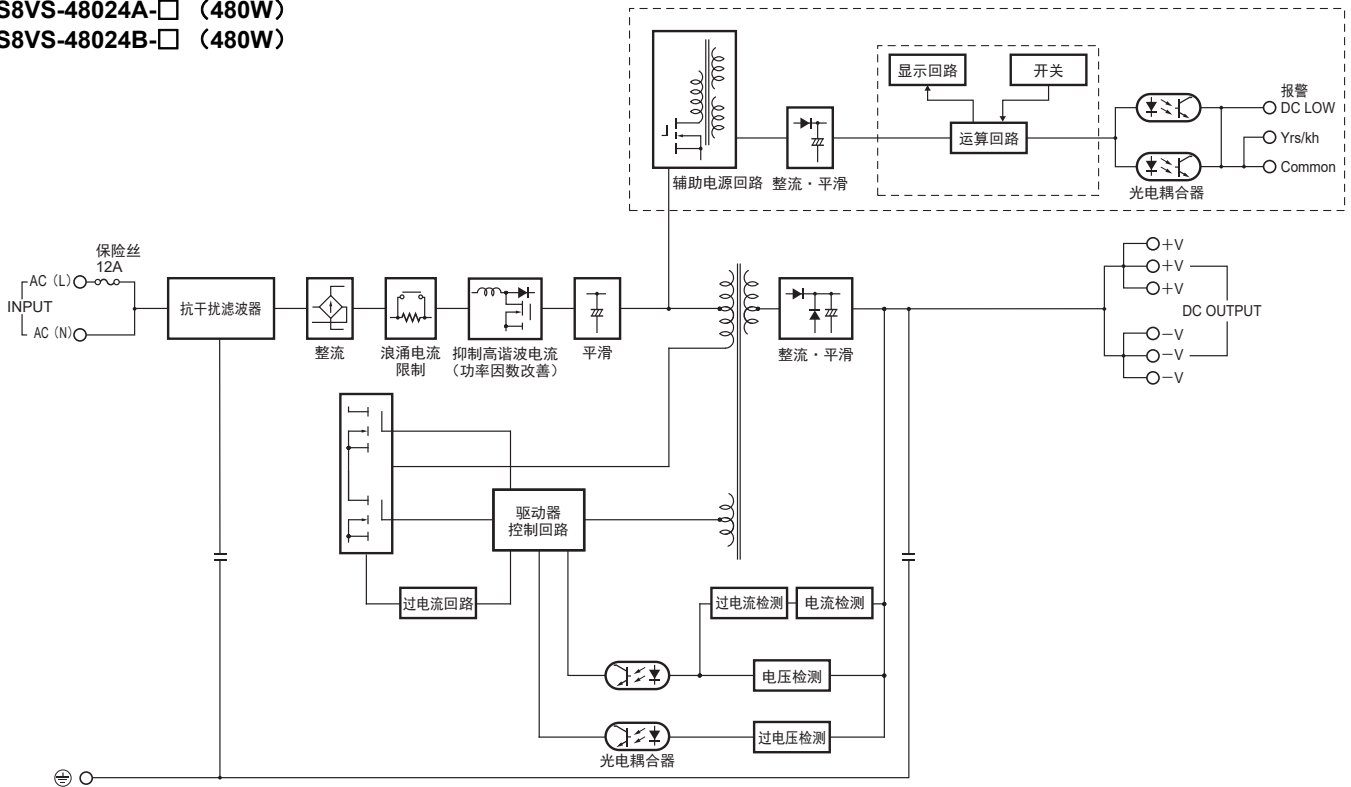 S8VS-48024A-□ （480W）
S8VS-48024B-□ （480W）
显示回路
开关
运算回路
报警
DC LOW
Yrs/kh
Common
辅助电源回路
整流・平滑
光电耦合器
保险丝
12A
AC（L）
INPUT
AC（N）
抗干扰滤波器
整流
浪涌电流
限制
抑制高谐波电流
（功率因数改善）
平滑
整流・平滑
＋V
＋V
＋V
DC OUTPUT
－V
－V
－V
驱动器
控制回路
过电流回路
过电流检测
电流检测
电压检测
过电压检测
光电耦合器